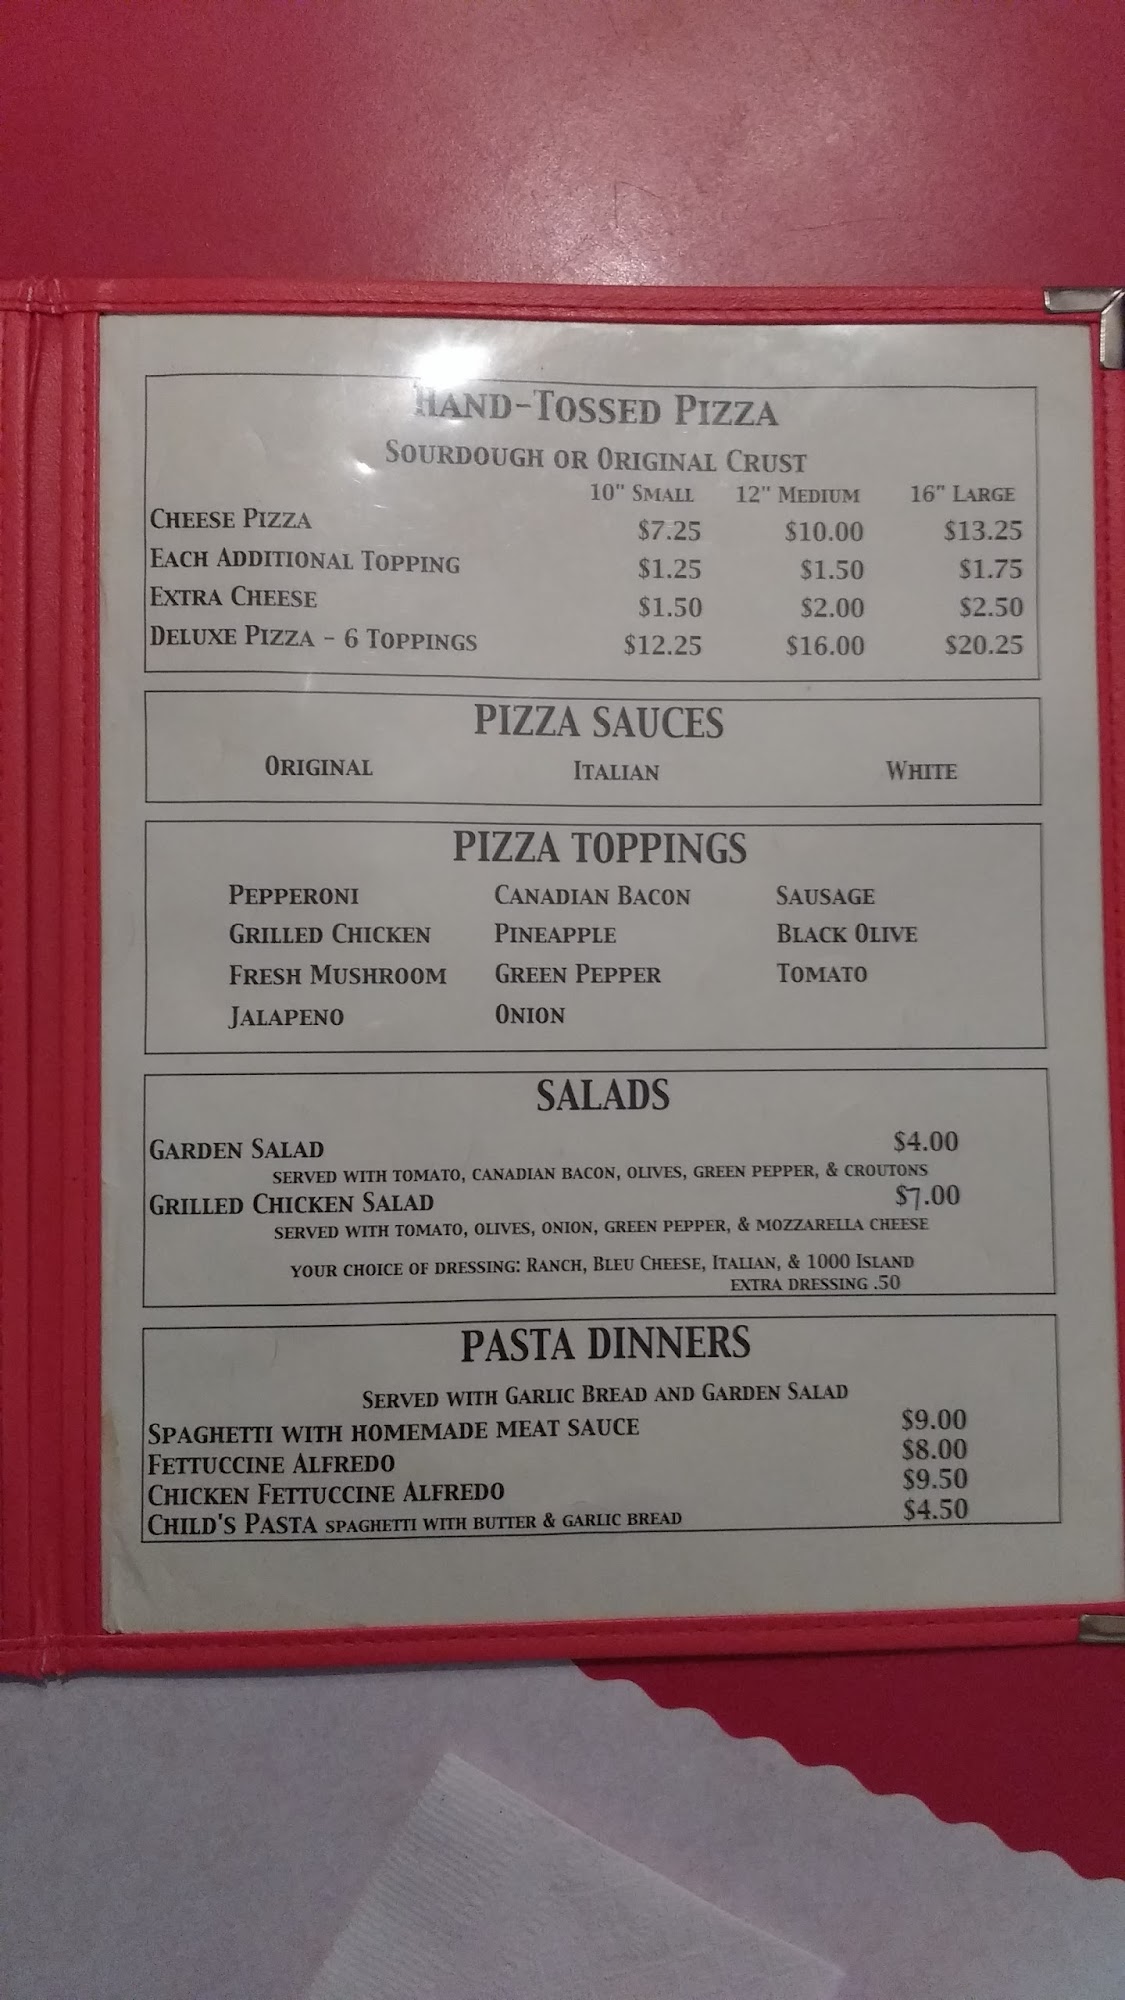 Hand-Tossed Pizza
Sourdough or Original Crust
10" Small 12" Medium 16" Large
Cheese Pizza $7.25 $10.00 $13.25
Each Additional Topping $1.25 $1.50 $1.75
Extra Cheese $1.50 $2.00 $2.50
Deluxe Pizza - 6 Toppings $12.25 $16.00 $20.25
PIZZA SAUCES
Original Italian White
PIZZA TOPPINGS
Pepperoni Canadian Bacon Sausage
Grilled Chicken Pineapple Black Olive
Fresh Mushroom Green Pepper Tomato
Jalapeno Onion
SALADS
Garden Salad $4.00
served with tomato, canadian bacon, olives, green pepper, & croutons
Grilled Chicken Salad $7.00
served with tomato, olives, onion, green pepper, & mozzarella cheese
your choice of dressing: Ranch, Bleu Cheese, Italian, & 1000 Island
extra dressing .50
PASTA DINNERS
Served with Garlic Bread and Garden Salad
Spaghetti with homemade meat sauce $9.00
Fettuccine Alfredo $8.00
Chicken Fettuccine Alfredo $9.50
Child's Pasta spaghetti with butter & garlic bread $4.50